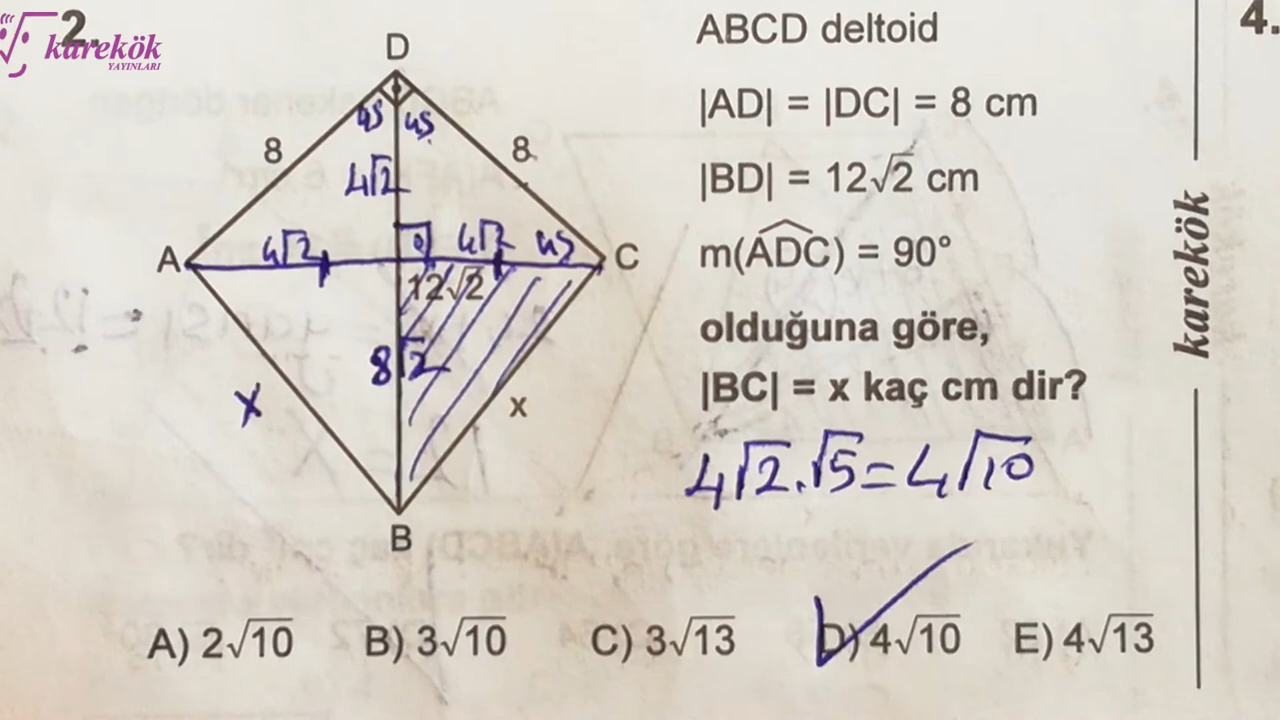 2.
karekök
YAYINLARI
4.
D
45 45
8
8
4√2
A
4√2
4√2
45
C
12√2
8√2
x
x
B
ABCD deltoid
|AD| = |DC| = 8 cm
|BD| = 12√2 cm
m(ADC) = 90°
olduğuna göre,
|BC| = x kaç cm dir?
4√2.√5=4√10
A) 2√10 B) 3√10 C) 3√13 D) 4√10 E) 4√13
karekök